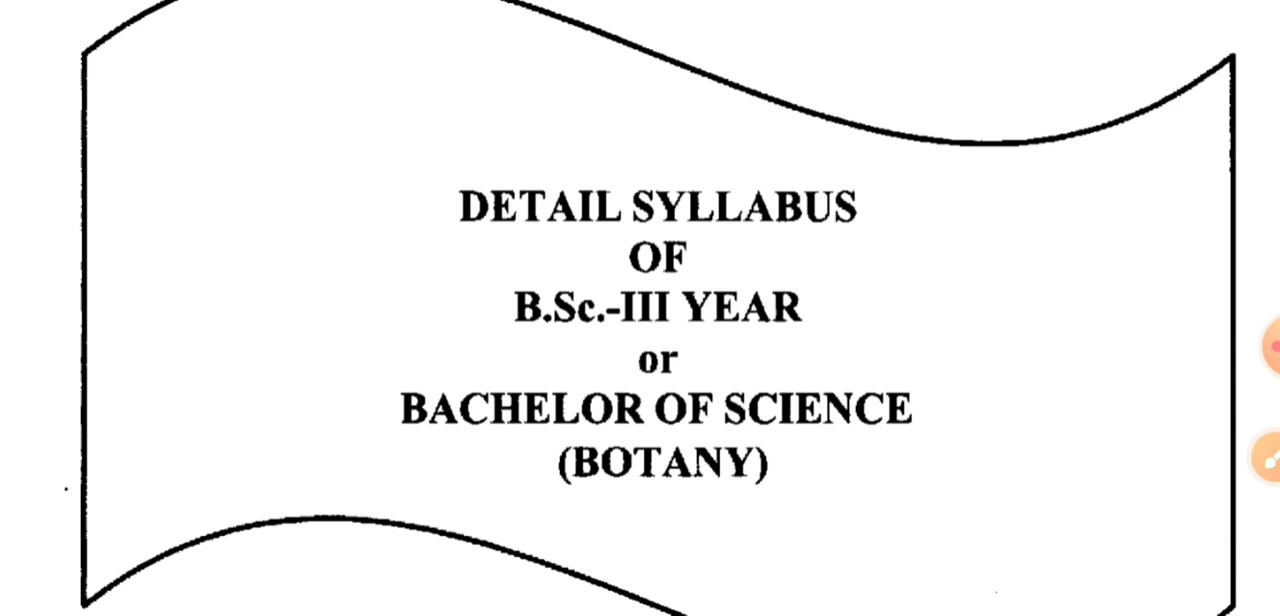 DETAIL SYLLABUS
OF
B.Sc.-III YEAR
or
BACHELOR OF SCIENCE
(BOTANY)